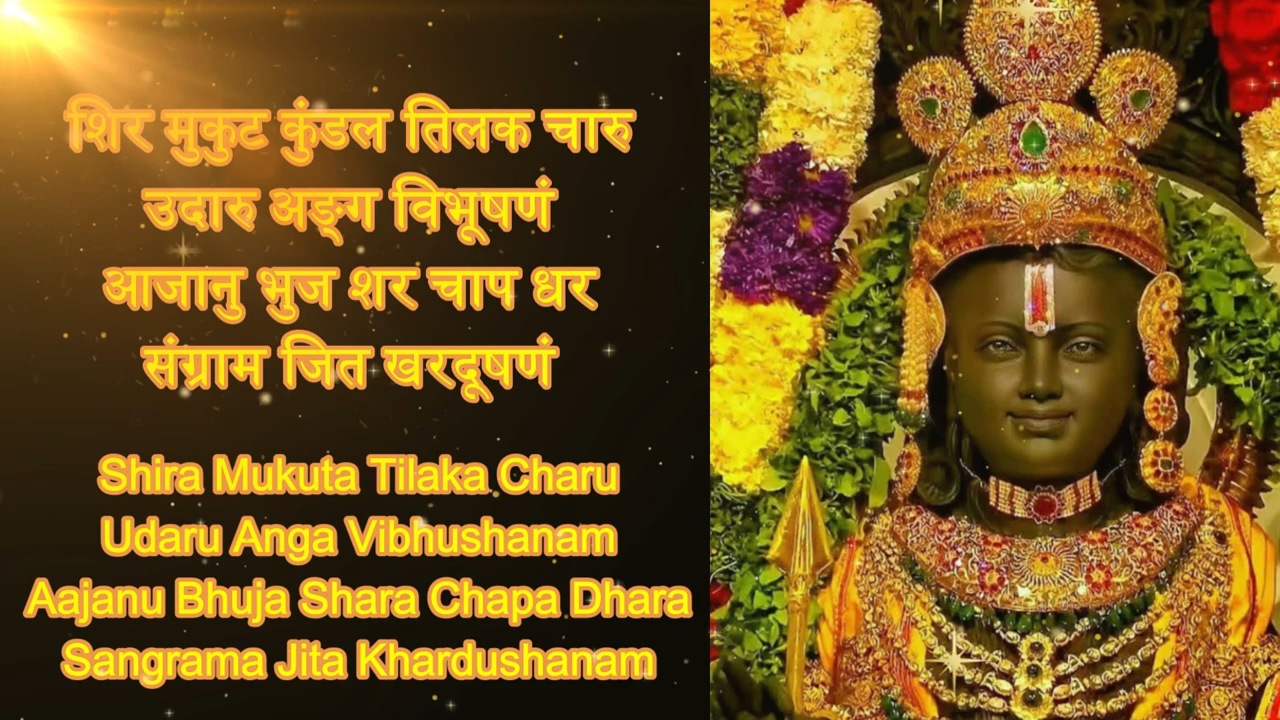 शिर मुकुट कुंडल तिलक चारु
उदारु अङ्ग विभूषणं
आजानु भुज शर चाप धर
संग्राम जित खरदूषणं
Shira Mukuta Tilaka Charu
Udaru Anga Vibhushanam
Aajanu Bhuja Shara Chapa Dhara
Sangrama Jita Khardushanam